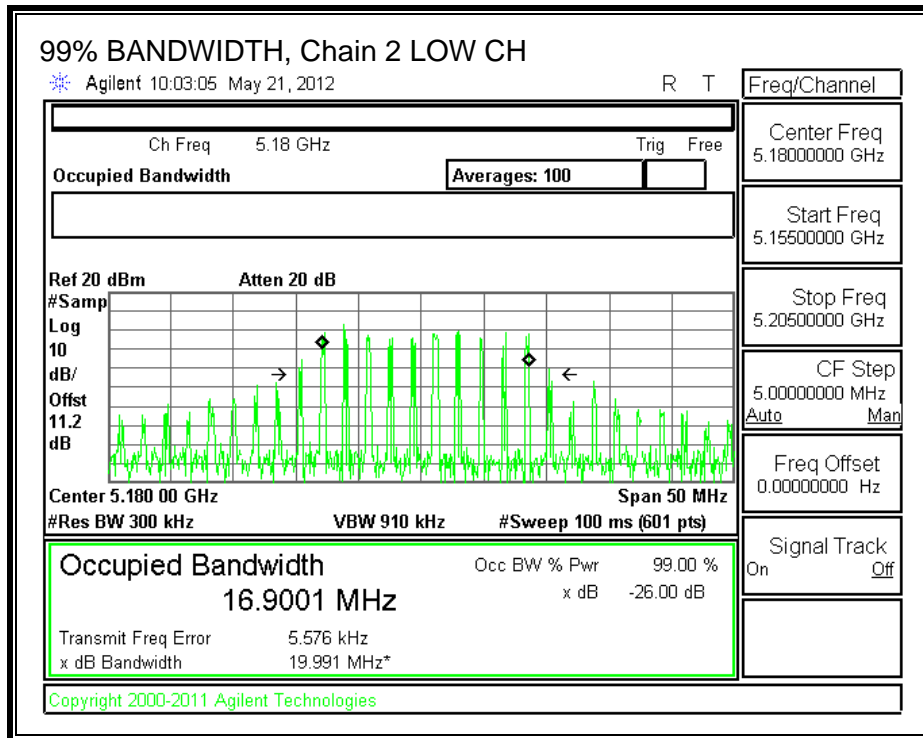 99% BANDWIDTH, Chain 2 LOW CH
Agilent 10:03:05 May 21, 2012 R T
Ch Freq 5.18 GHz Trig Free
Occupied Bandwidth Averages: 100
Ref 20 dBm Atten 20 dB
#Samp
Log
10
dB/
Offst
11.2
dB
Center 5.180 00 GHz Span 50 MHz
#Res BW 300 kHz VBW 910 kHz #Sweep 100 ms (601 pts)
Occupied Bandwidth Occ BW % Pwr 99.00 %
16.9001 MHz x dB -26.00 dB
Transmit Freq Error 5.576 kHz
x dB Bandwidth 19.991 MHz*
Copyright 2000-2011 Agilent Technologies
Freq/Channel
Center Freq
5.18000000 GHz
Start Freq
5.15500000 GHz
Stop Freq
5.20500000 GHz
CF Step
5.00000000 MHz
Auto Man
Freq Offset
0.00000000 Hz
Signal Track
On Off